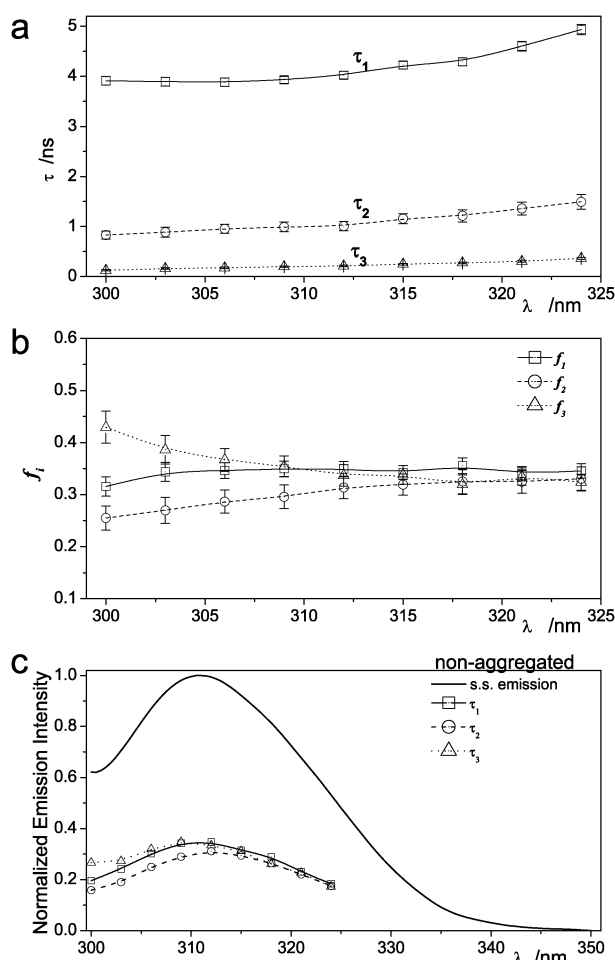 a
5
4
3
2
1
0
τ /ns
τ1
τ2
τ3
300 305 310 315 320 325
λ /nm
b
0.6
0.5
0.4
0.3
0.2
0.1
fi
f1
f2
f3
300 305 310 315 320 325
λ /nm
c
non-aggregated
s.s. emission
τ1
τ2
τ3
1.0
0.8
0.6
0.4
0.2
0.0
Normalized Emission Intensity
300 310 320 330 340 350
λ /nm